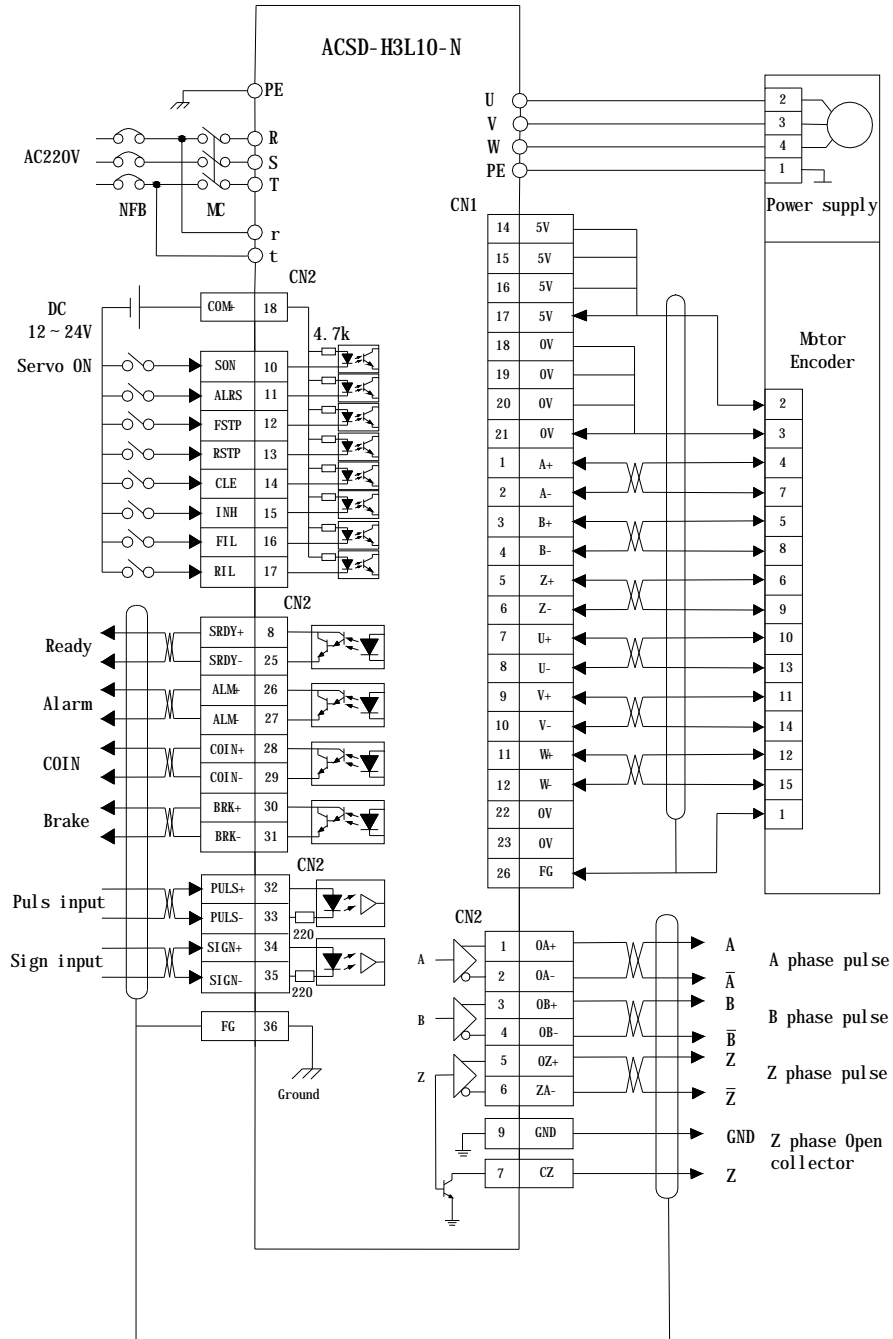 ACSD-H3L10-N
PE
R
S
T
AC220V
NFB
MC
r
t
U
V
W
PE
2
3
4
1
Power supply
CN2
DC
12~24V
COM+ 18
4.7k
Servo ON
SON 10
ALRS 11
FSTP 12
RSTP 13
CLE 14
INH 15
FIL 16
RIL 17
CN2
Ready
SRDY+ 8
SRDY- 25
Alarm
ALM+ 26
ALM- 27
COIN
COIN+ 28
COIN- 29
Brake
BRK+ 30
BRK- 31
CN2
Puls input
PULS+ 32
PULS- 33
220
Sign input
SIGN+ 34
SIGN- 35
220
FG 36
Ground
CN1
14 5V
15 5V
16 5V
17 5V
18 0V
19 0V
20 0V
21 0V
1 A+
2 A-
3 B+
4 B-
5 Z+
6 Z-
7 U+
8 U-
9 V+
10 V-
11 W+
12 W-
22 0V
23 0V
26 FG
Motor
Encoder
2
3
4
7
5
8
6
9
10
13
11
14
12
15
1
CN2
A
1 OA+
2 OA-
A
A̅
A phase pulse
B
3 OB+
4 OB-
B
B̅
B phase pulse
Z
5 OZ+
6 ZA-
Z
Z̅
Z phase pulse
9 GND
GND
Z phase Open
collector
7 CZ
Z